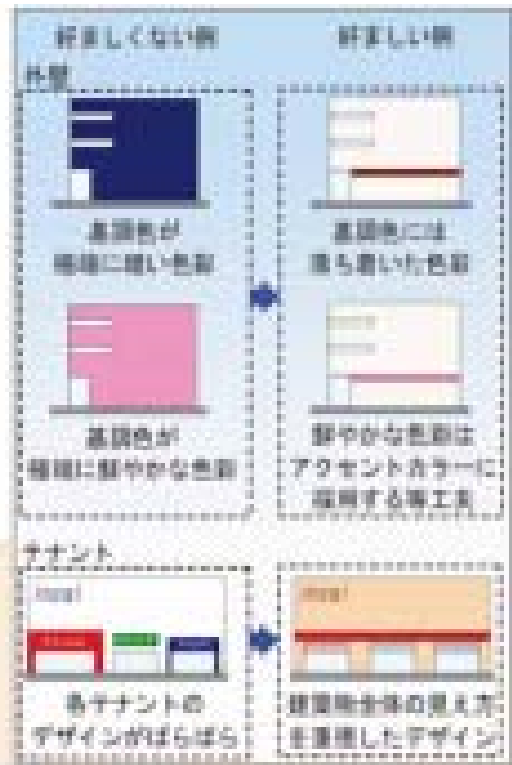 好ましくない例
好ましい例
外壁
基調色が
極端に暗い色彩
基調色には
落ち着いた色彩
基調色が
極端に鮮やかな色彩
鮮やかな色彩は
アクセントカラーに
採用する等工夫
テナント
各テナントの
デザインがばらばら
建築物全体の見え方
を重視したデザイン